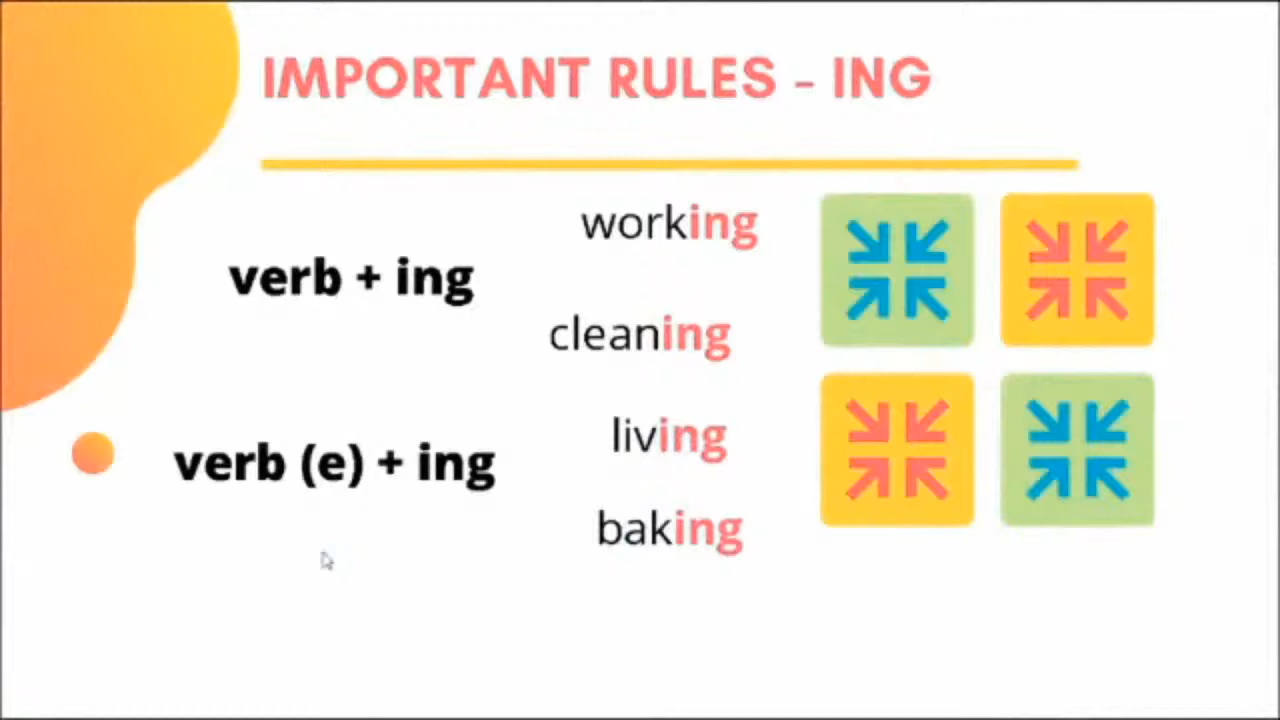 IMPORTANT RULES - ING
verb + ing
working
cleaning
verb (e) + ing
living
baking